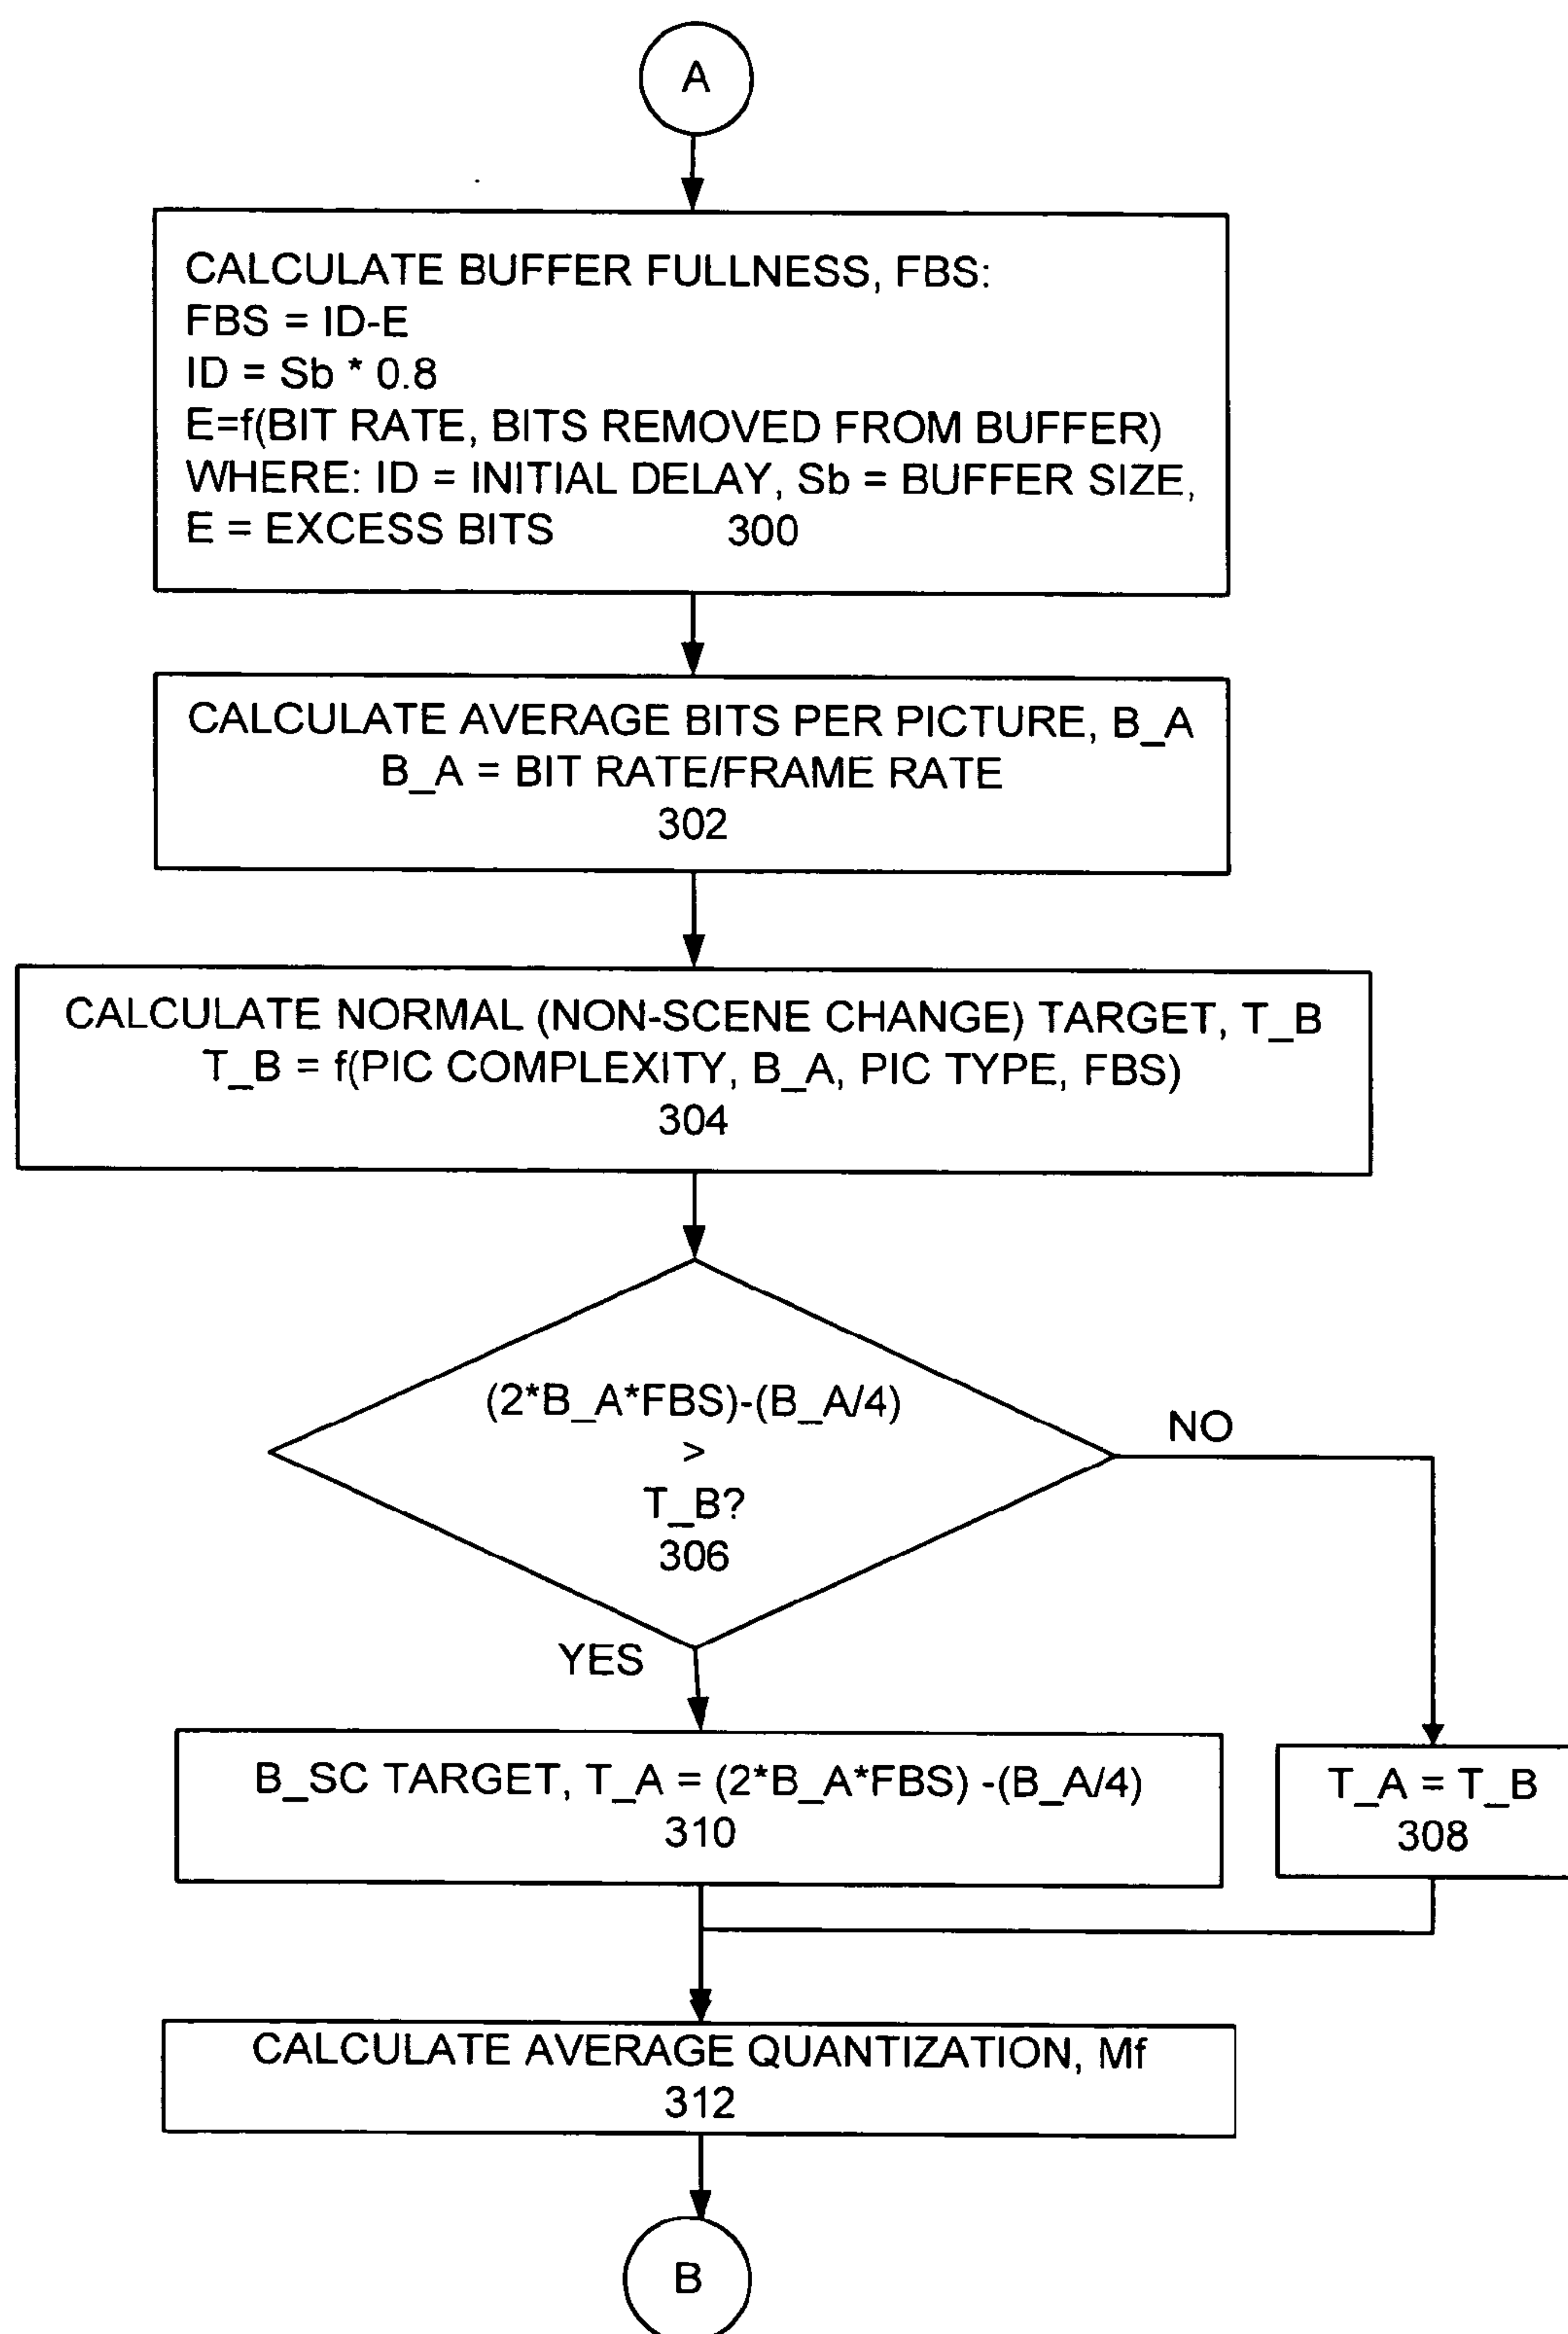 A
CALCULATE BUFFER FULLNESS, FBS:
FBS = ID-E
ID = Sb * 0.8
E=f(BIT RATE, BITS REMOVED FROM BUFFER)
WHERE: ID = INITIAL DELAY, Sb = BUFFER SIZE,
E = EXCESS BITS 300
CALCULATE AVERAGE BITS PER PICTURE, B_A
B_A = BIT RATE/FRAME RATE
302
CALCULATE NORMAL (NON-SCENE CHANGE) TARGET, T_B
T_B = f(PIC COMPLEXITY, B_A, PIC TYPE, FBS)
304
(2*B_A*FBS)-(B_A/4)
>
T_B?
306
NO
YES
B_SC TARGET, T_A = (2*B_A*FBS) -(B_A/4)
310
T_A = T_B
308
CALCULATE AVERAGE QUANTIZATION, Mf
312
B